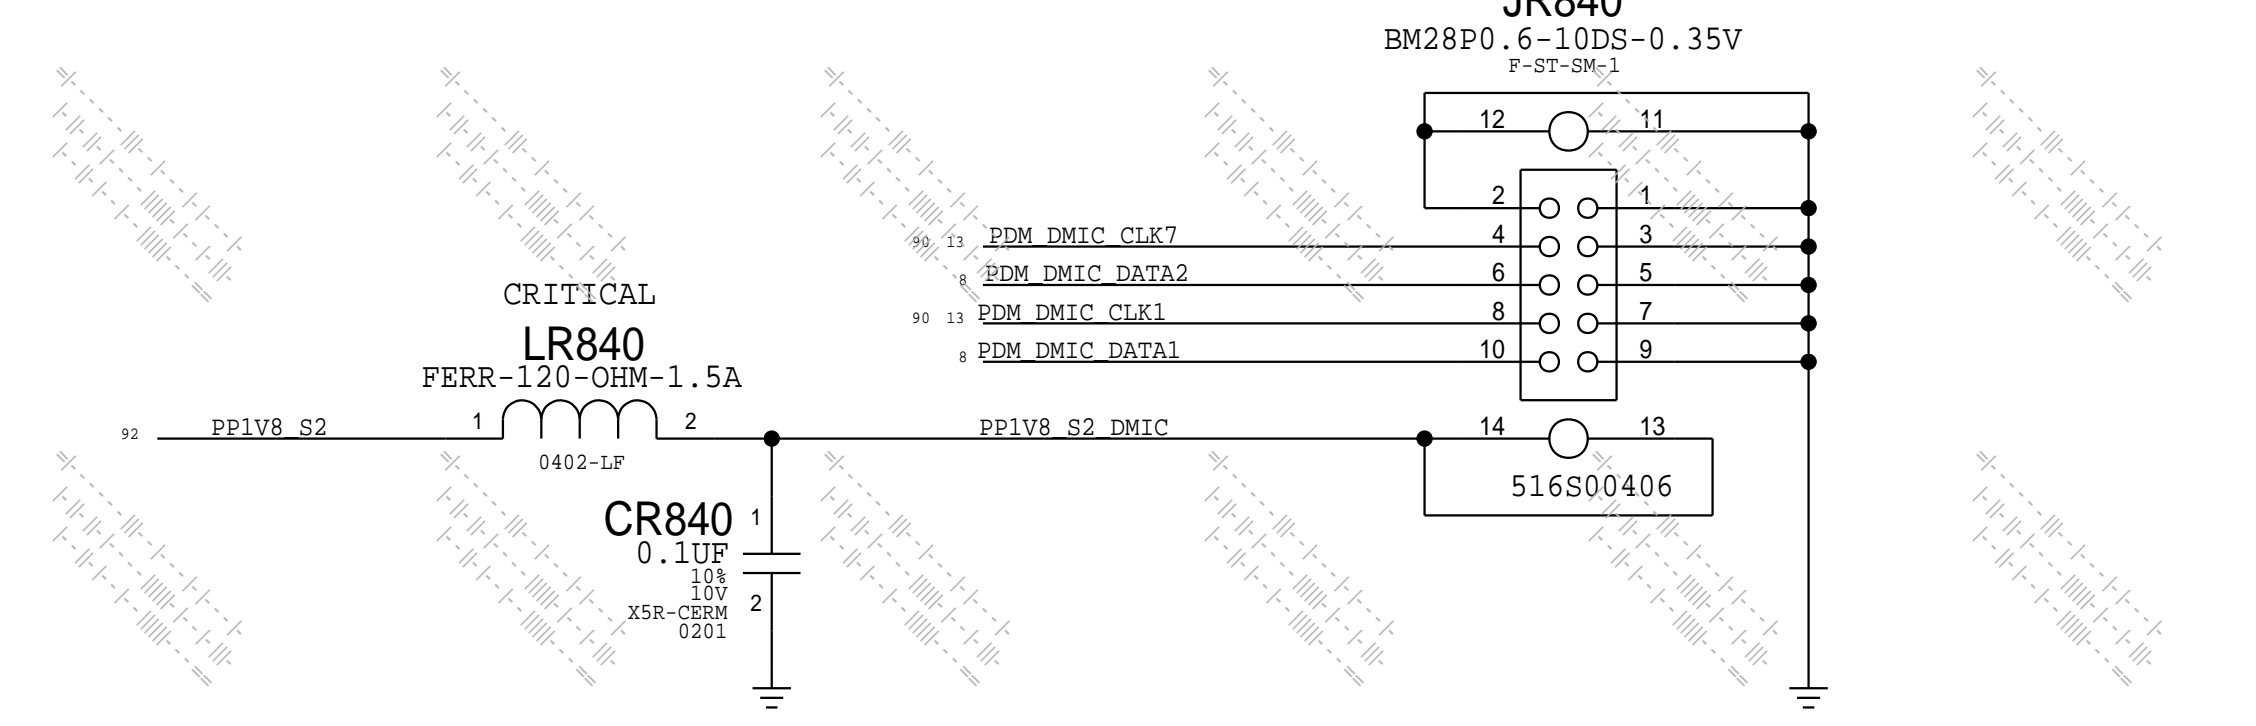 JR840
BM28P0.6-10DS-0.35V
F-ST-SM-1
12 11
2 1
90 13 PDM_DMIC_CLK7 4 3
8 PDM_DMIC_DATA2 6 5
90 13 PDM_DMIC_CLK1 8 7
8 PDM_DMIC_DATA1 10 9
CRITICAL
LR840
FERR-120-OHM-1.5A
92 PP1V8_S2 1 2 PP1V8_S2_DMIC 14 13
0402-LF
516S00406
CR840 1
0.1UF
10%
10V
X5R-CERM 2
0201